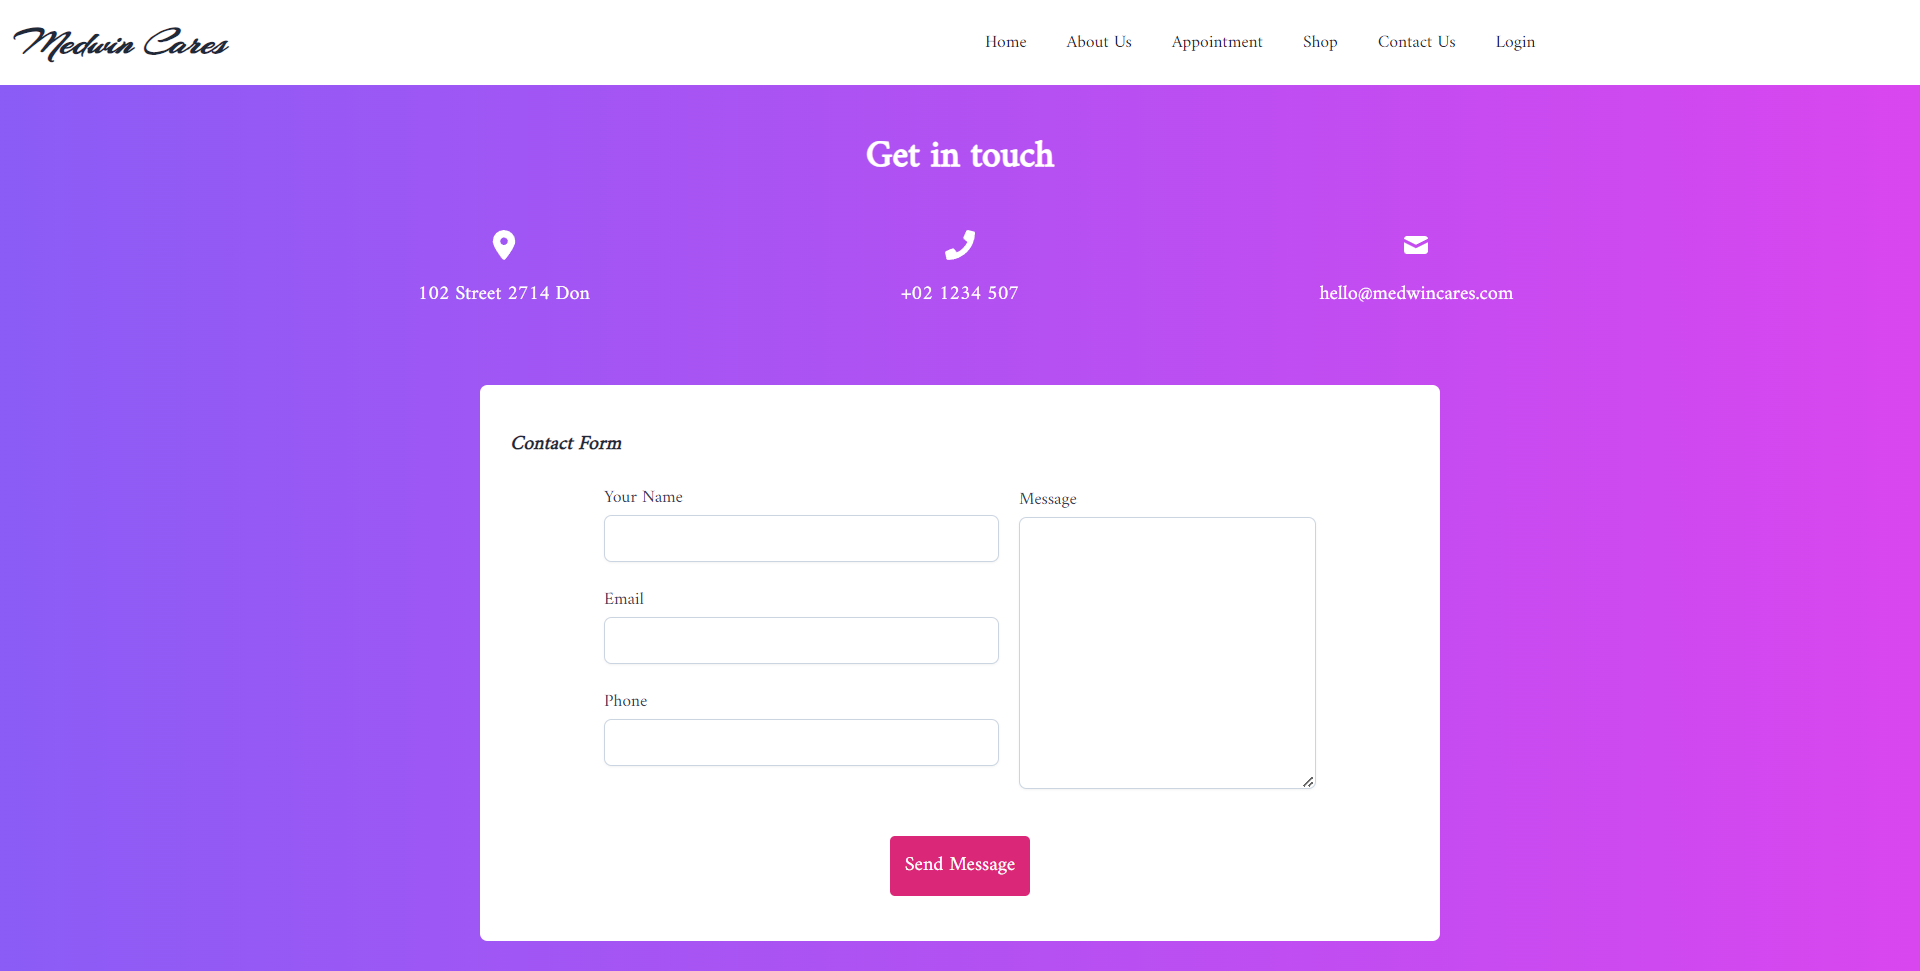 Medwin Cares
Home About Us Appointment Shop Contact Us Login
Get in touch
102 Street 2714 Don
+02 1234 507
hello@medwincares.com
Contact Form
Your Name
Message
Email
Phone
Send Message